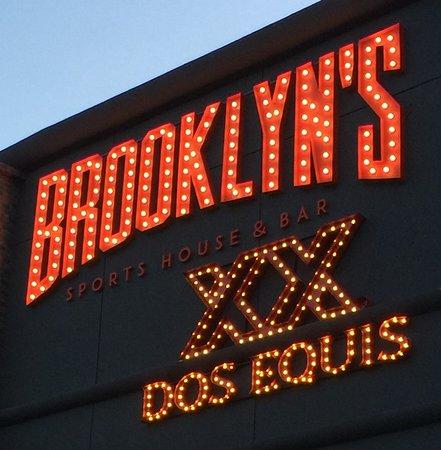 BROOKLYN'S
SPORTS HOUSE & BAR
XX
DOS EQUIS